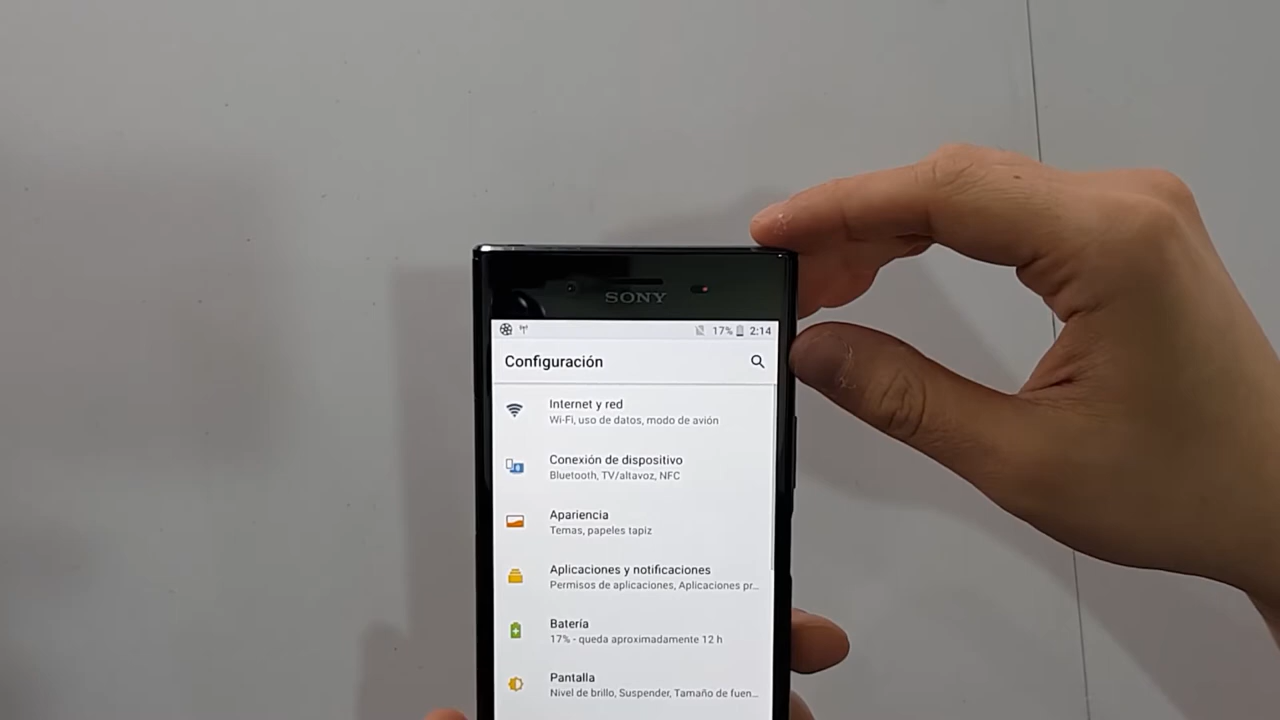 SONY
17% 2:14
Configuración
Internet y red
Wi-Fi, uso de datos, modo de avión
Conexión de dispositivo
Bluetooth, TV/altavoz, NFC
Apariencia
Temas, papeles tapiz
Aplicaciones y notificaciones
Permisos de aplicaciones, Aplicaciones pr...
Batería
17% - queda aproximadamente 12 h
Pantalla
Nivel de brillo, Suspender, Tamaño de fuen...